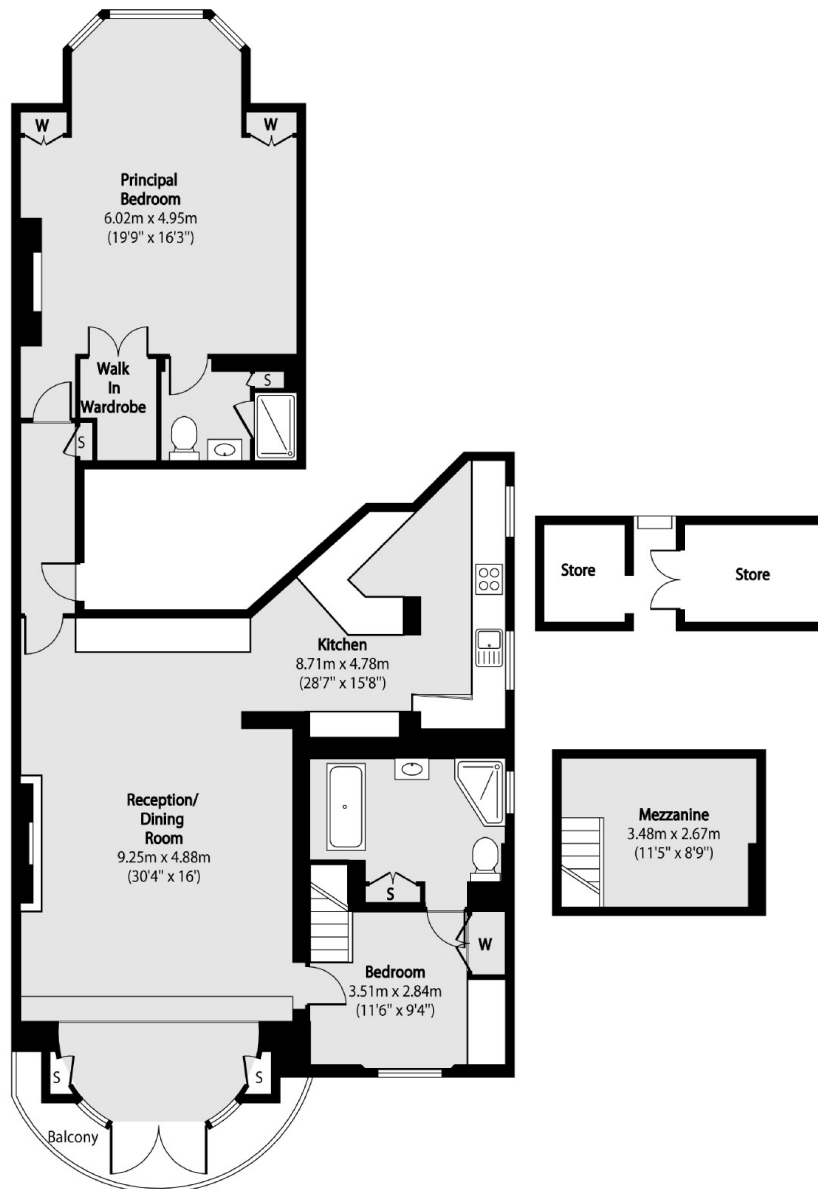 W
W
Principal
Bedroom
6.02m x 4.95m
(19'9" x 16'3")
Walk
In
Wardrobe
S
S
Store
Store
Kitchen
8.71m x 4.78m
(28'7" x 15'8")
Reception/
Dining
Room
9.25m x 4.88m
(30'4" x 16')
Mezzanine
3.48m x 2.67m
(11'5" x 8'9")
S
W
Bedroom
3.51m x 2.84m
(11'6" x 9'4")
S
S
Balcony